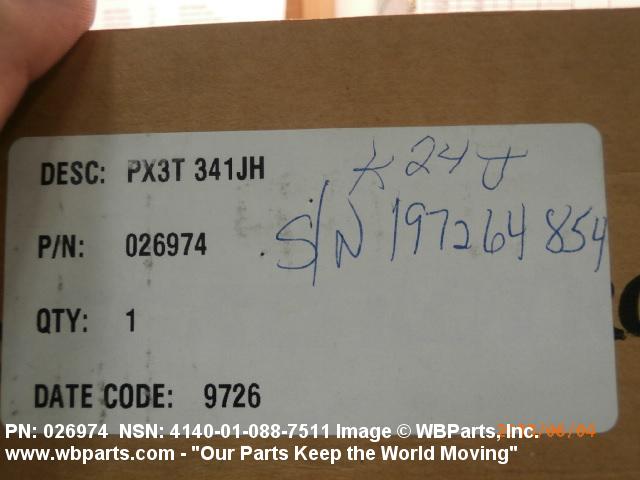 DESC: PX3T 341JH
P/N: 026974
S/N 197264854
QTY: 1
DATE CODE: 9726
PN: 026974 NSN: 4140-01-088-7511 Image © WBParts, Inc.
www.wbparts.com - "Our Parts Keep the World Moving"